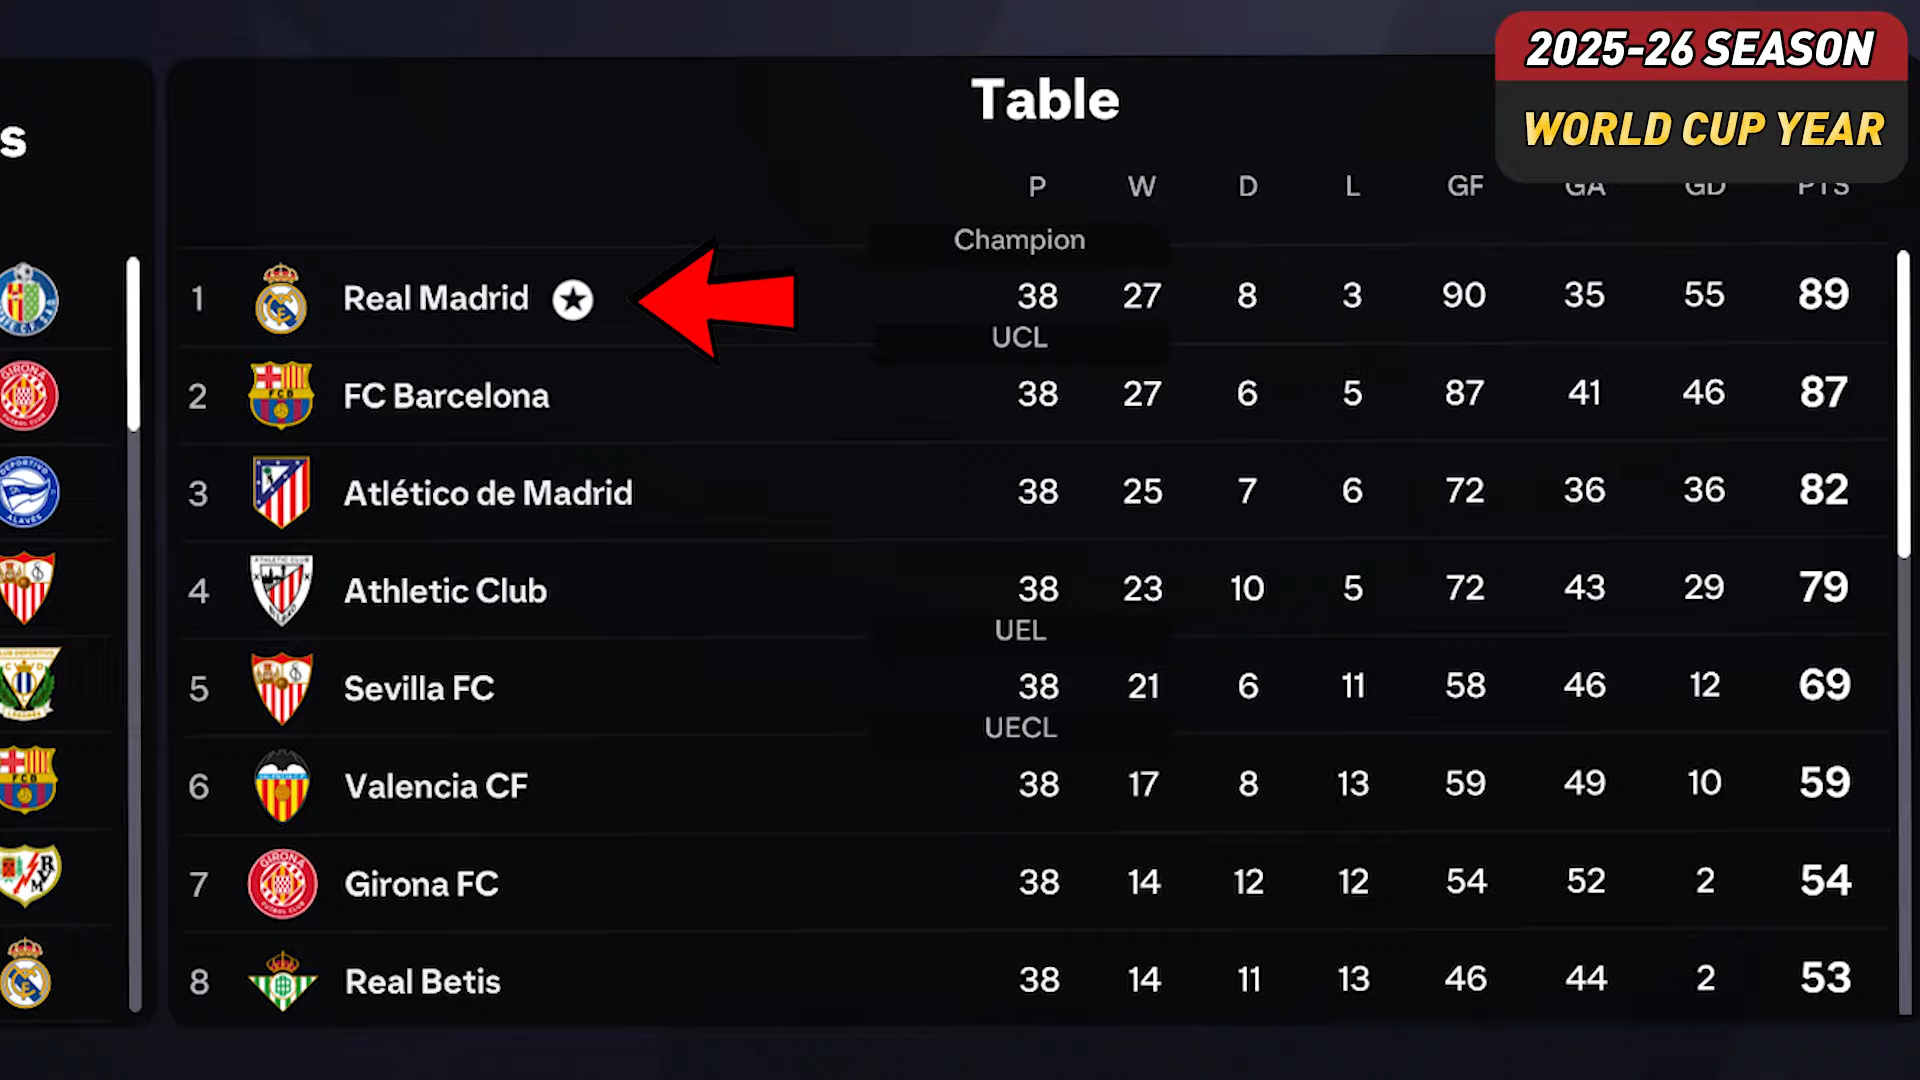 2025-26 SEASON
WORLD CUP YEAR
s
Table
P W D L GF GA GD PTS
Champion
1 Real Madrid 38 27 8 3 90 35 55 89
UCL
2 FC Barcelona 38 27 6 5 87 41 46 87
3 Atlético de Madrid 38 25 7 6 72 36 36 82
4 Athletic Club 38 23 10 5 72 43 29 79
UEL
5 Sevilla FC 38 21 6 11 58 46 12 69
UECL
6 Valencia CF 38 17 8 13 59 49 10 59
7 Girona FC 38 14 12 12 54 52 2 54
8 Real Betis 38 14 11 13 46 44 2 53